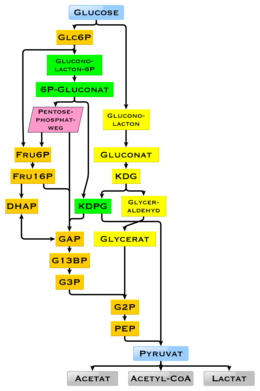 Glucose
Glc6P
Glucono-
lacton-6P
6P-Gluconat
Pentose-
phosphat-
weg
Glucono-
lacton
Fru6P
Gluconat
Fru16P
KDG
DHAP
KDPG
Glycer-
aldehyd
GAP
Glycerat
G13BP
G3P
G2P
PEP
Pyruvat
Acetat
Acetyl-CoA
Lactat